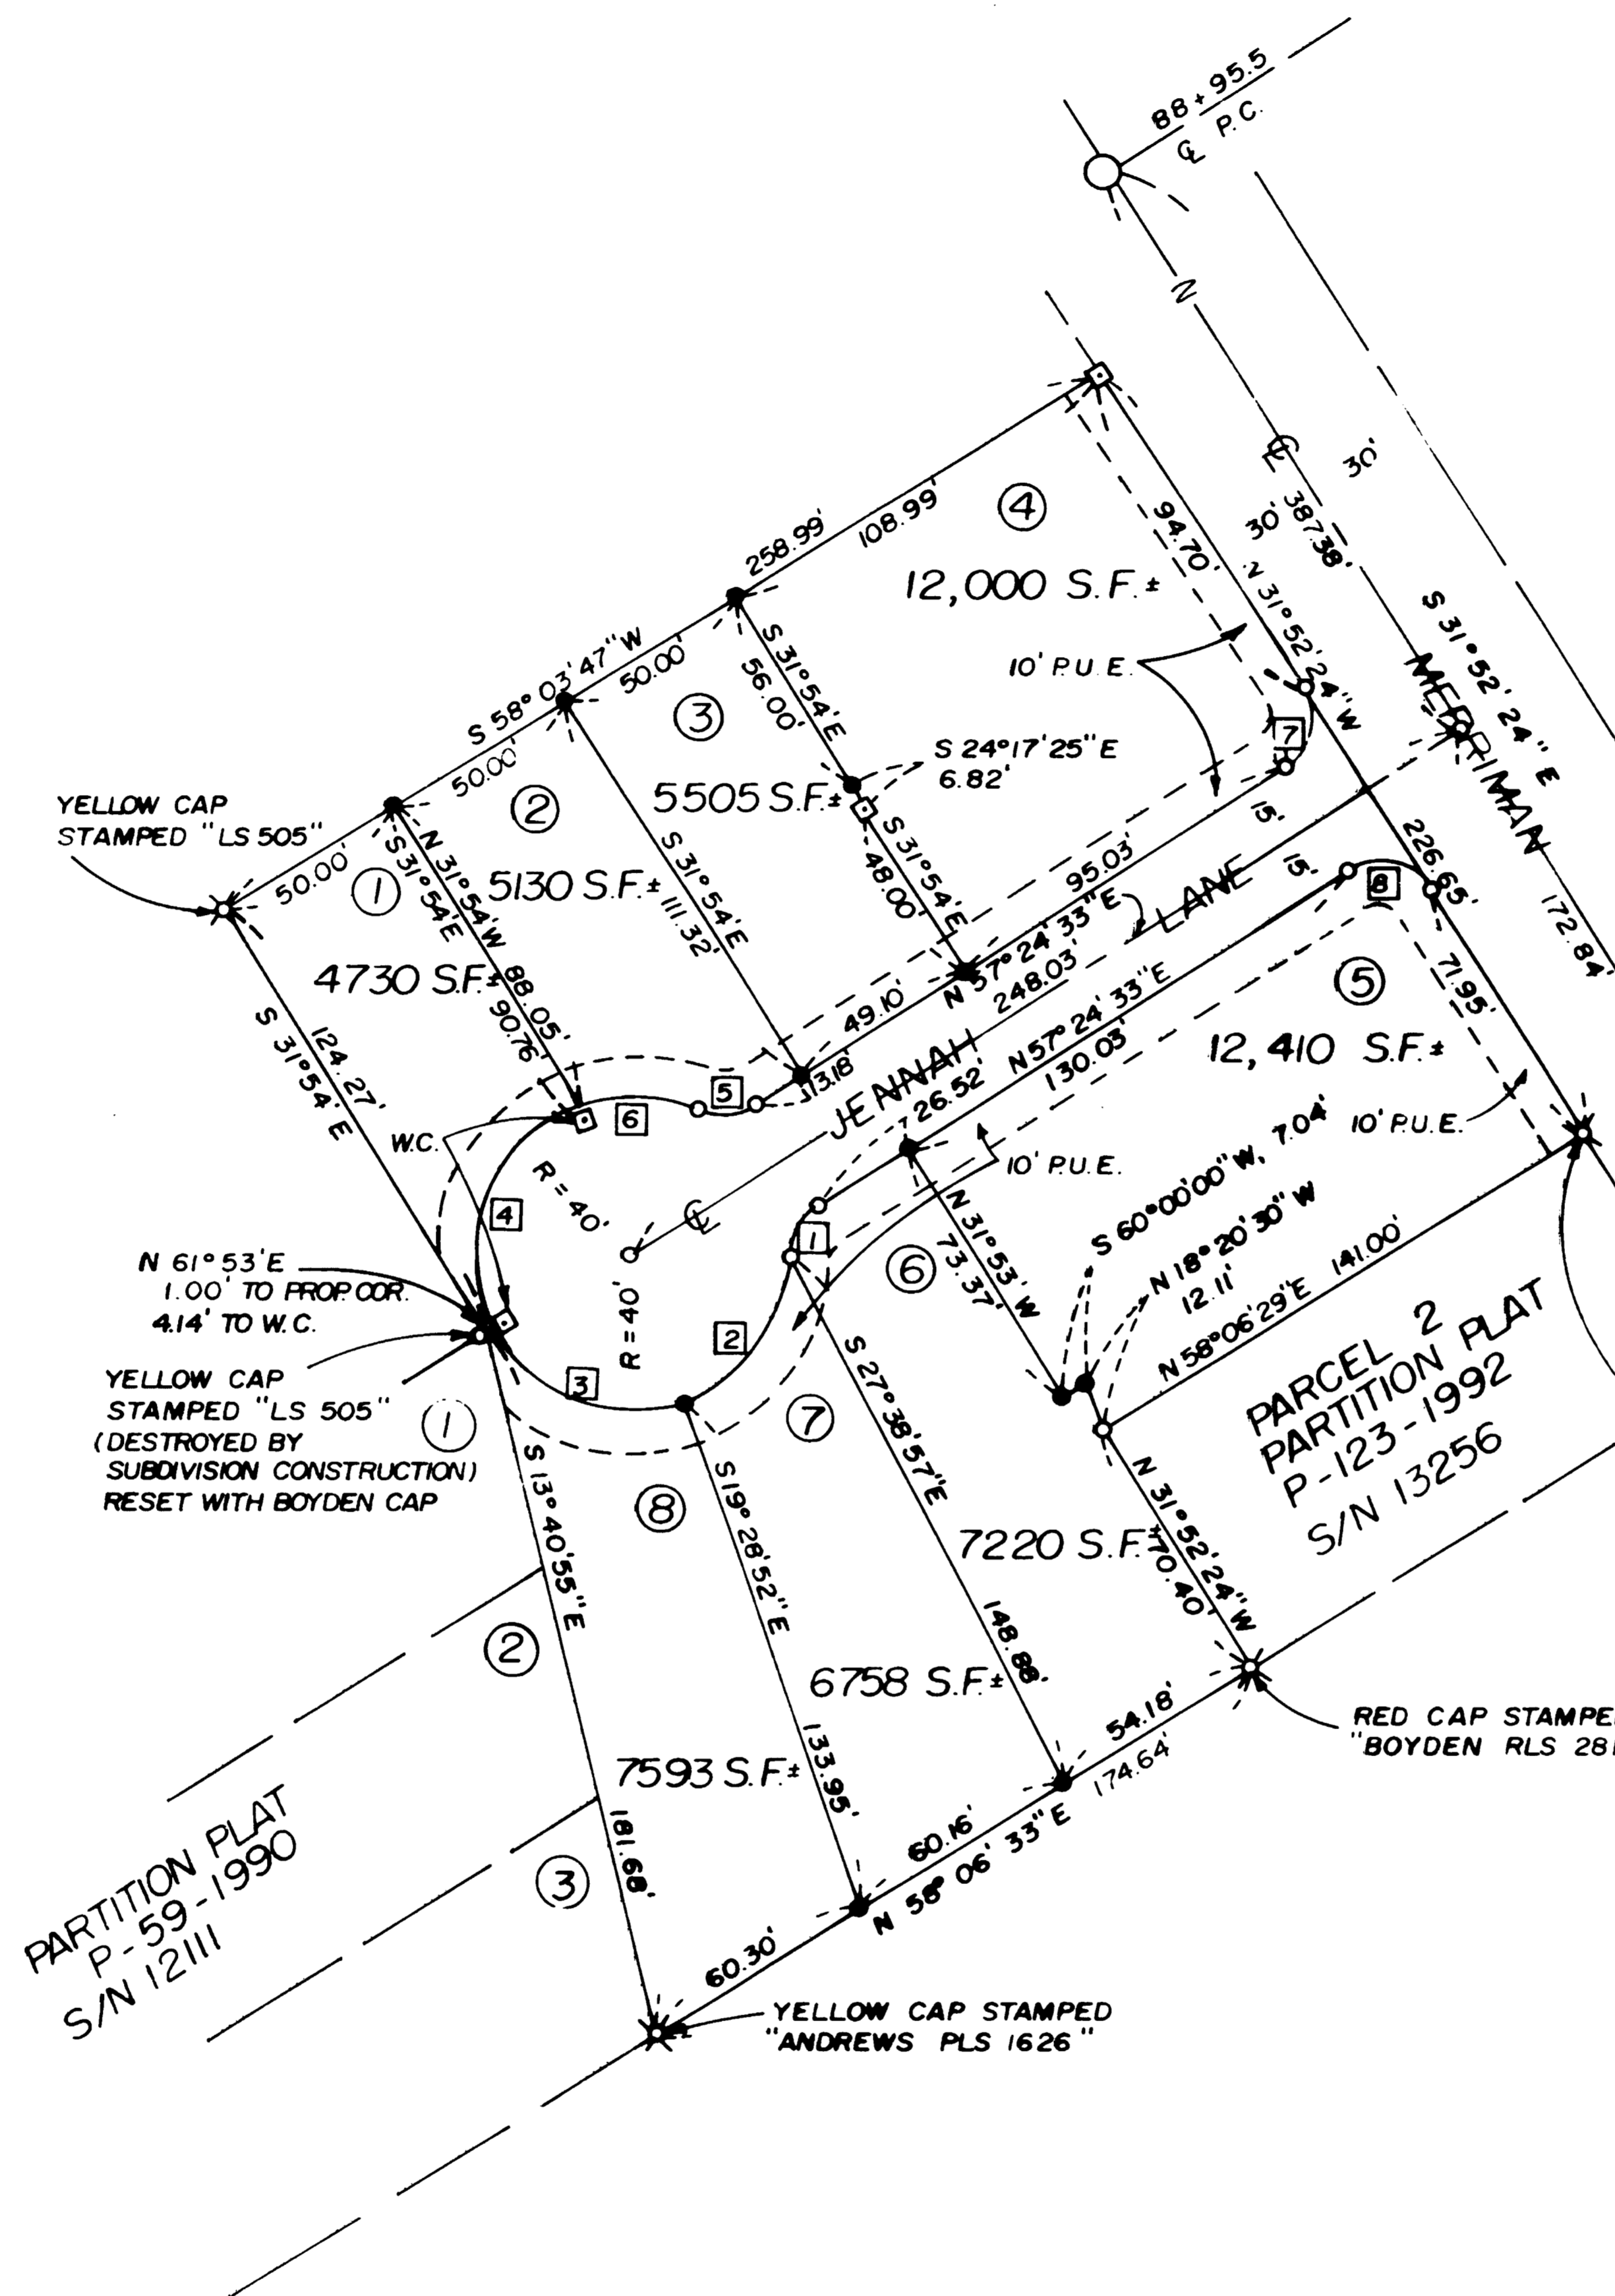 88+95.5
℄ P.C.
N
℄
30'
30'
387.38'
S 31°52'24"E
MERRIMAN
172.84'
226.65'
94.70'
N 31°52'24"W
④
12,000 S.F.±
108.99'
258.99'
S 58°03'47"W
50.00'
50.00'
50.00'
10' P.U.E.
S 31°54'E
56.00'
③
5505 S.F.±
S 24°17'25"E
6.82'
S 31°54'E
48.00'
7
YELLOW CAP
STAMPED "LS 505"
②
5130 S.F.±
S 31°54'E
111.32'
①
N 31°54'W
S 31°54'E
88.05'
90.76'
4730 S.F.±
124.27'
S 31°54'E
95.03'
15'
15'
N 57°24'33"E
248.03'
JENNAH LANE
49.10'
13.18'
5
6
W.C.
R = 40'
4
℄
26.52'
N 57°24'33"E
130.03'
8
⑤
71.95'
12,410 S.F.±
10' P.U.E.
10' P.U.E.
1
⑥
N 31°53'W
73.37'
S 60°00'00"W, 7.04'
N 18°20'30"W
12.11'
N 58°06'29"E 141.00'
N 61°53'E
1.00' TO PROP. COR.
4.14' TO W.C.
R = 40'
2
3
YELLOW CAP
STAMPED "LS 505"
(DESTROYED BY
SUBDIVISION CONSTRUCTION)
RESET WITH BOYDEN CAP
①
PARCEL 2
PARTITION PLAT
P-123-1992
S/N 13256
⑦
S 27°38'57"E
148.88'
⑧
S 13°40'55"E
S 19°28'52"E
7220 S.F.±
N 31°52'24"W
70.40'
②
6758 S.F.±
133.95'
7593 S.F.±
181.68'
③
54.18'
174.64'
60.16'
N 58°06'33"E
60.30'
RED CAP STAMPE
"BOYDEN RLS 281
PARTITION PLAT
P-59-1990
S/N 12111
YELLOW CAP STAMPED
"ANDREWS PLS 1626"